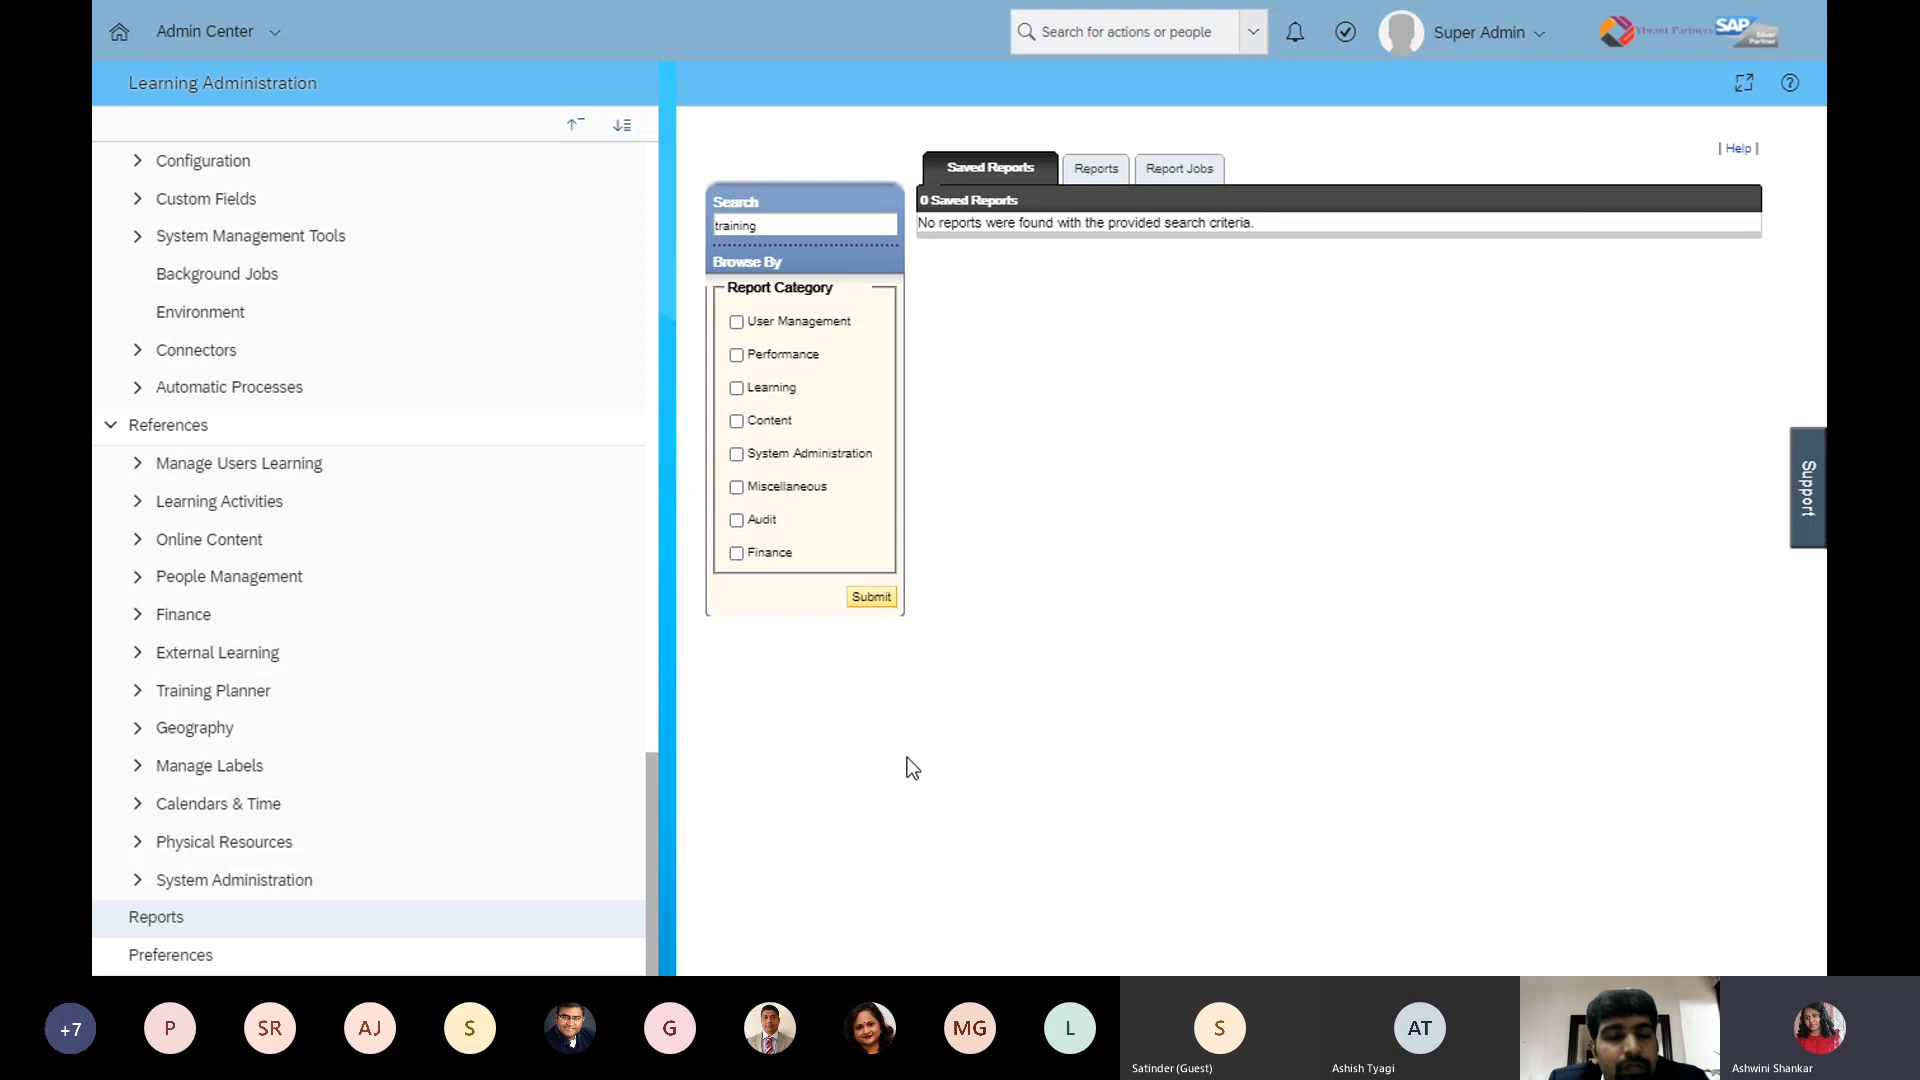 Admin Center
Search for actions or people
Super Admin
Ybrant Partners SAP
Silver
Partner
Learning Administration
?
| Help |
Configuration
Custom Fields
System Management Tools
Background Jobs
Environment
Connectors
Automatic Processes
References
Manage Users Learning
Learning Activities
Online Content
People Management
Finance
External Learning
Training Planner
Geography
Manage Labels
Calendars & Time
Physical Resources
System Administration
Reports
Preferences
Search
training
Browse By
Report Category
User Management
Performance
Learning
Content
System Administration
Miscellaneous
Audit
Finance
Submit
Saved Reports
Reports
Report Jobs
0 Saved Reports
No reports were found with the provided search criteria.
Support
+7
P
SR
AJ
S
G
MG
L
S
Satinder (Guest)
AT
Ashish Tyagi
Ashwini Shankar